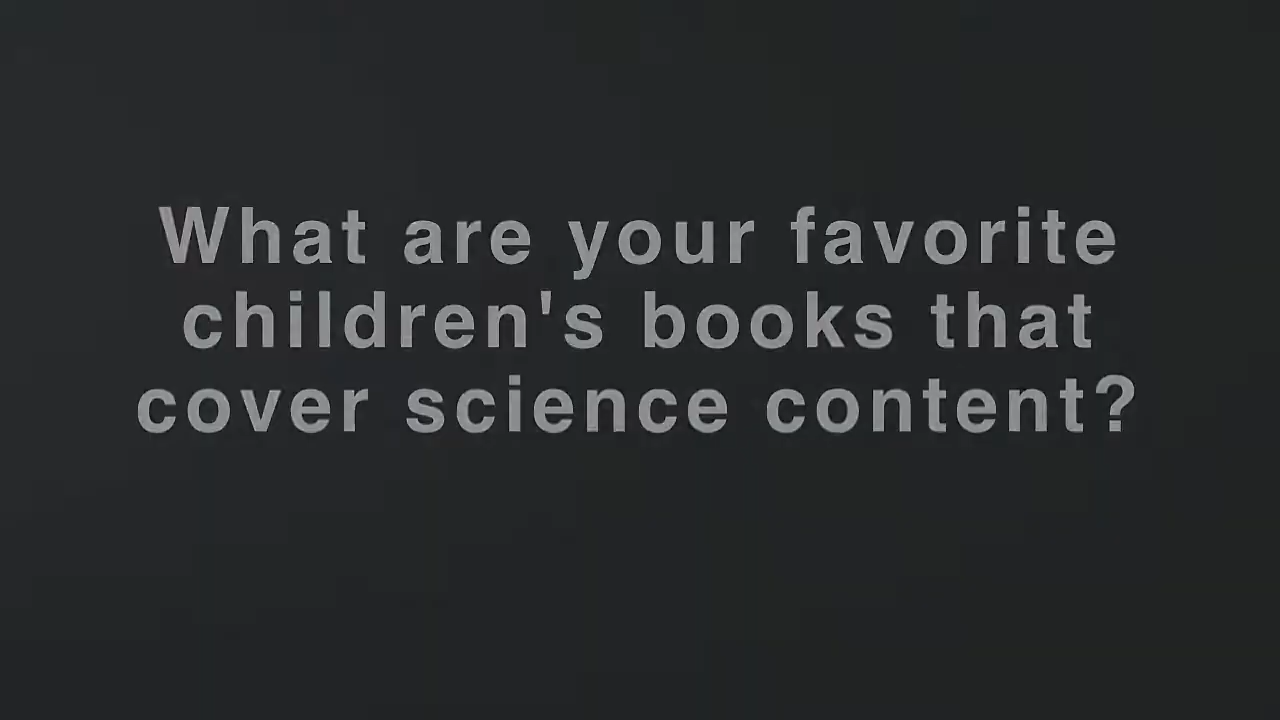 What are your favorite
children's books that
cover science content?